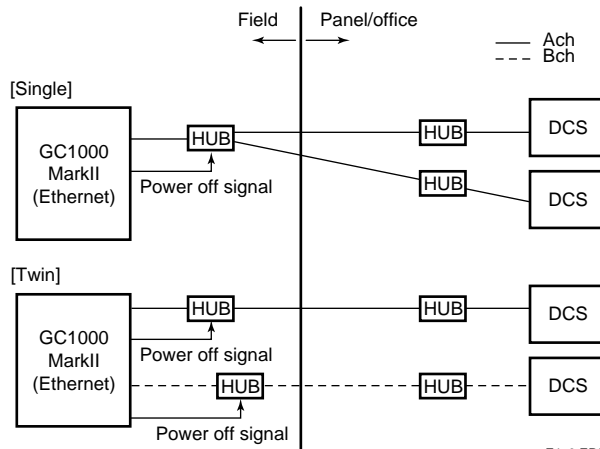 Field
Panel/office
Ach
Bch
[Single]
GC1000
MarkII
(Ethernet)
HUB
Power off signal
HUB
HUB
DCS
DCS
[Twin]
GC1000
MarkII
(Ethernet)
HUB
Power off signal
HUB
DCS
HUB
Power off signal
HUB
DCS